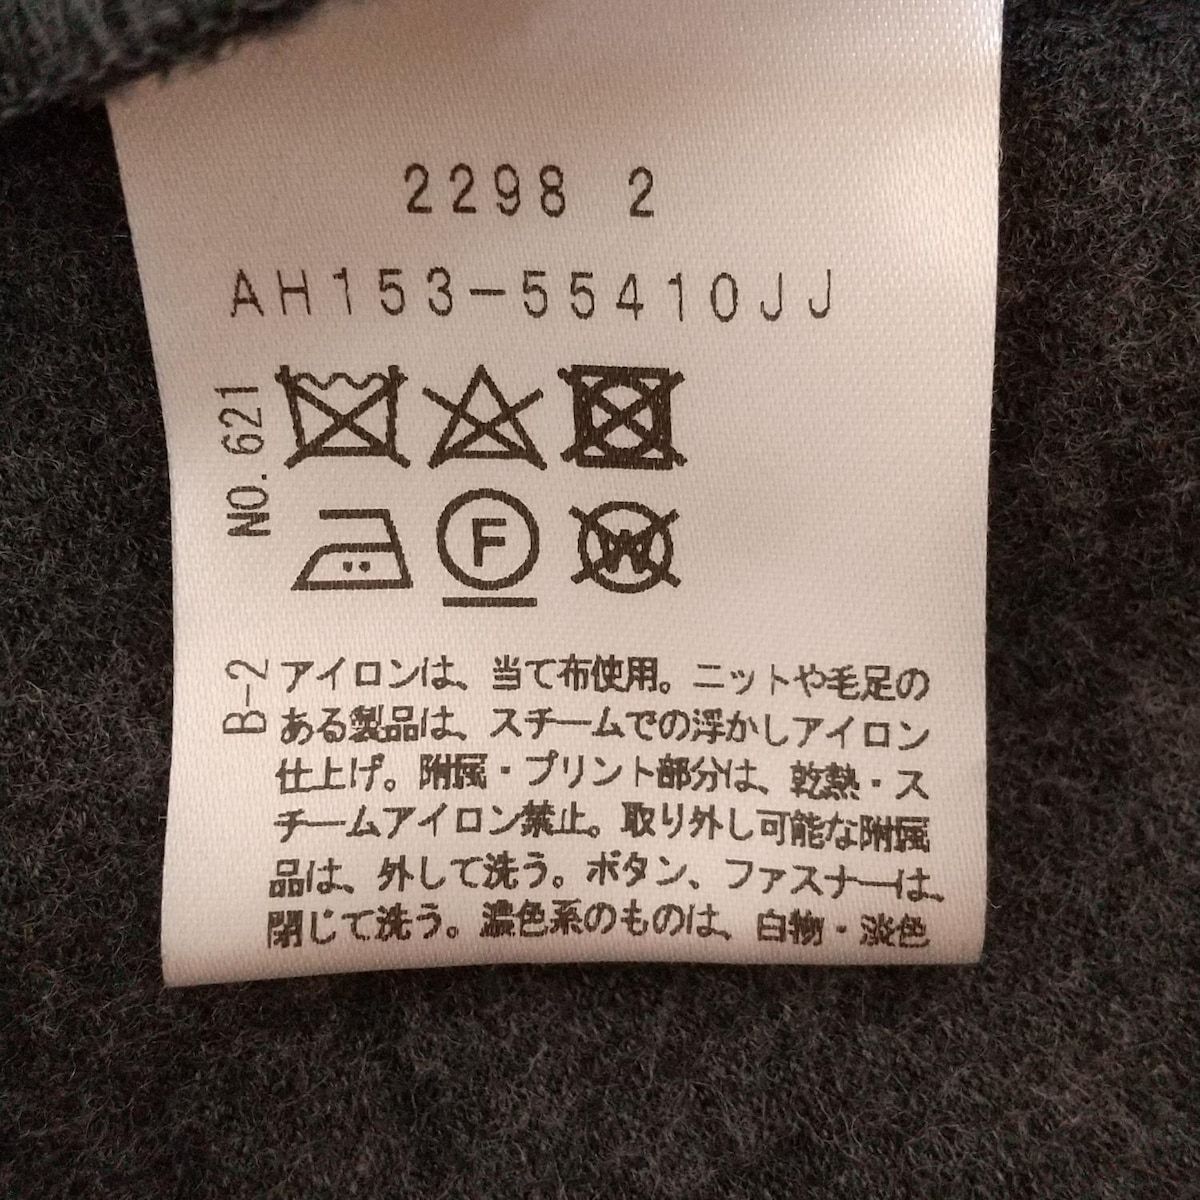 2298 2
AH153-55410JJ
NO.621
F
W
B-2
アイロンは、当て布使用。ニットや毛足の
ある製品は、スチームでの浮かしアイロン
仕上げ。附属・プリント部分は、乾熱・ス
チームアイロン禁止。取り外し可能な附属
品は、外して洗う。ボタン、ファスナーは、
閉じて洗う。濃色系のものは、白物・淡色